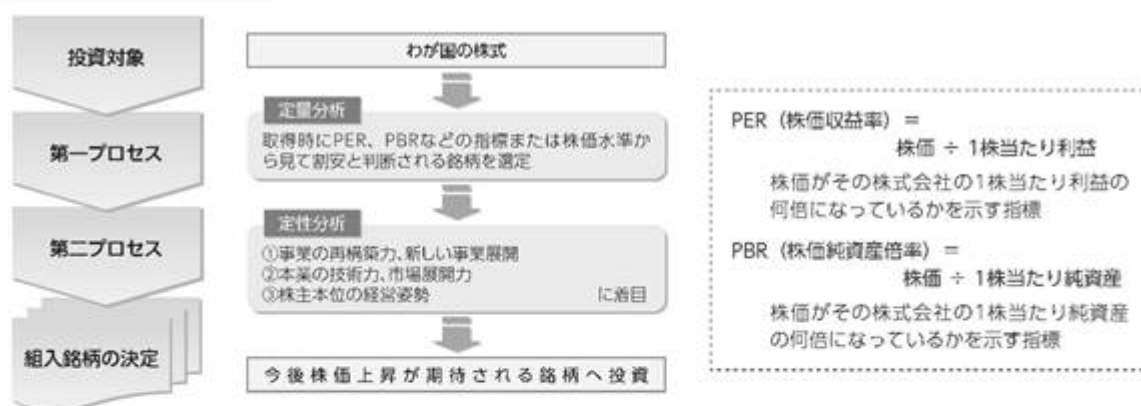 投資対象
わが国の株式
定量分析
取得時にPER、PBRなどの指標または株価水準か
ら見て割安と判断される銘柄を選定
第一プロセス
定性分析
①事業の再構築力、新しい事業展開
②本業の技術力、市場展開力
③株主本位の経営姿勢 に着目
第二プロセス
組入銘柄の決定
今後株価上昇が期待される銘柄へ投資
PER（株価収益率）＝
株価 ÷ 1株当たり利益
株価がその株式会社の1株当たり利益の
何倍になっているかを示す指標
PBR（株価純資産倍率）＝
株価 ÷ 1株当たり純資産
株価がその株式会社の1株当たり純資産
の何倍になっているかを示す指標